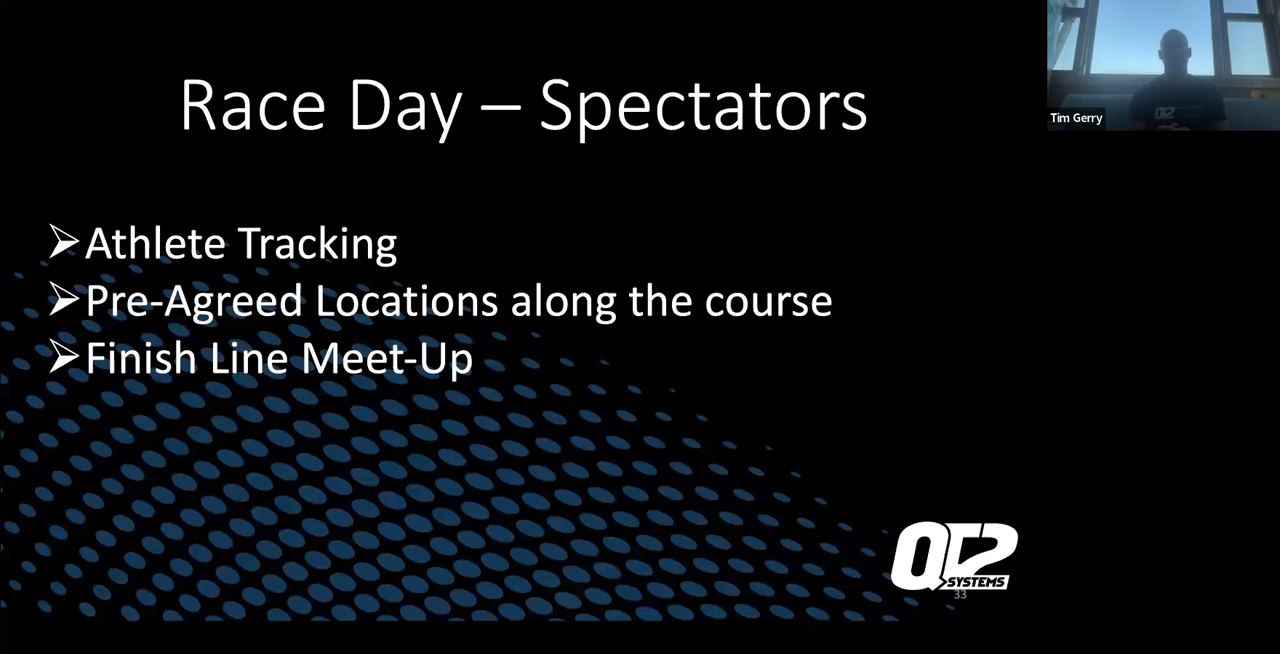 Race Day – Spectators
Tim Gerry
➢Athlete Tracking
➢Pre-Agreed Locations along the course
➢Finish Line Meet-Up
QT2
SYSTEMS
33
QT2